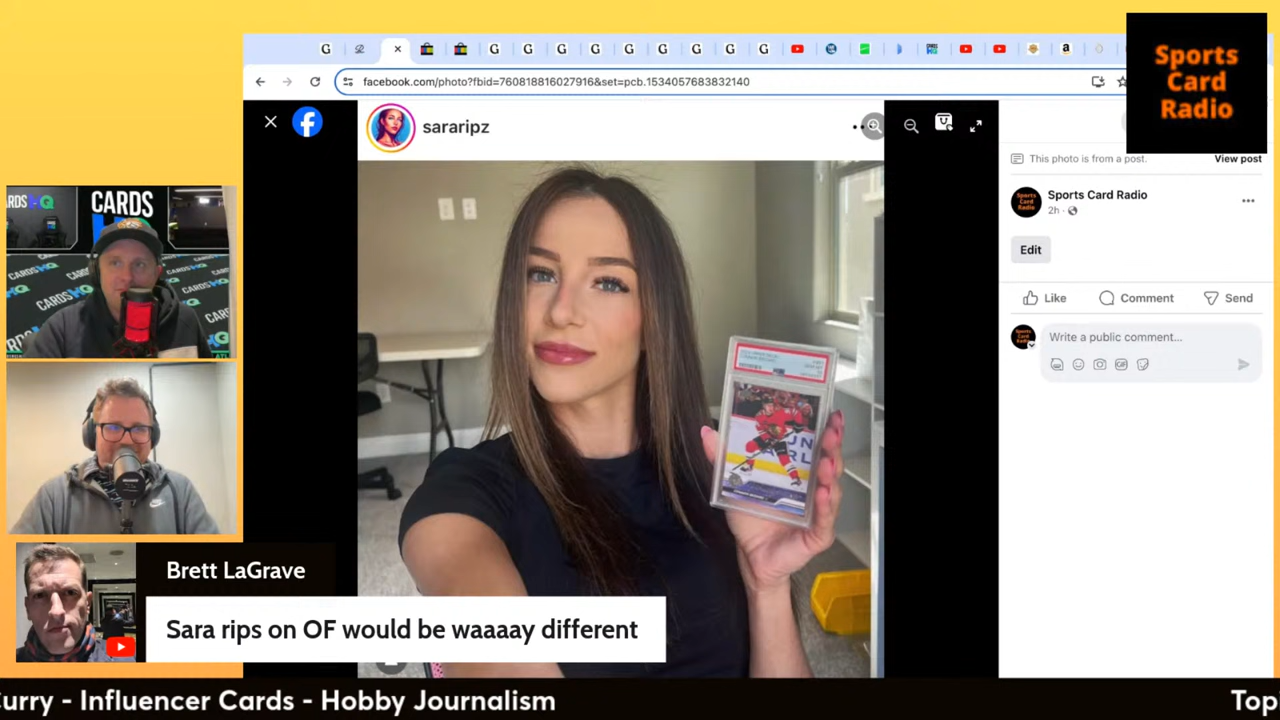 facebook.com/photo?fbid=760818816027916&set=pcb.1534057683832140
Sports
Card
Radio
sararipz
This photo is from a post.
View post
Sports Card Radio
2h
Edit
Like
Comment
Send
Write a public comment...
CARDS
CARDS HQ
Brett LaGrave
Sara rips on OF would be waaaay different
Curry - Influencer Cards - Hobby Journalism
Top